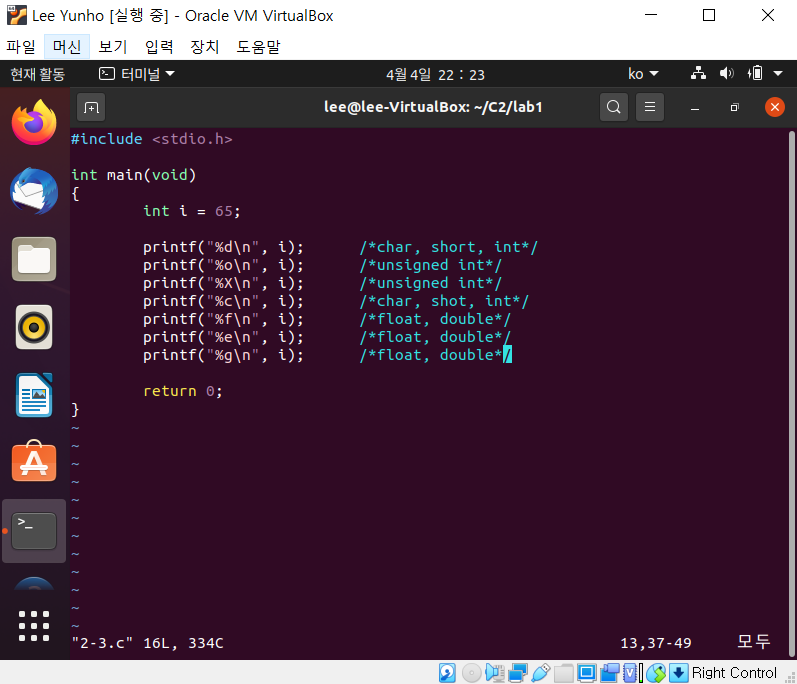 Lee Yunho [실행 중] - Oracle VM VirtualBox
파일 머신 보기 입력 장치 도움말
현재 활동 터미널 4월 4일 22 : 23 ko
lee@lee-VirtualBox: ~/C2/lab1
#include <stdio.h>
int main(void)
{
int i = 65;
printf("%d\n", i); /*char, short, int*/
printf("%o\n", i); /*unsigned int*/
printf("%X\n", i); /*unsigned int*/
printf("%c\n", i); /*char, shot, int*/
printf("%f\n", i); /*float, double*/
printf("%e\n", i); /*float, double*/
printf("%g\n", i); /*float, double*/
return 0;
}
~
~
~
~
~
~
~
~
~
~
~
~
"2-3.c" 16L, 334C 13,37-49 모두
Right Control